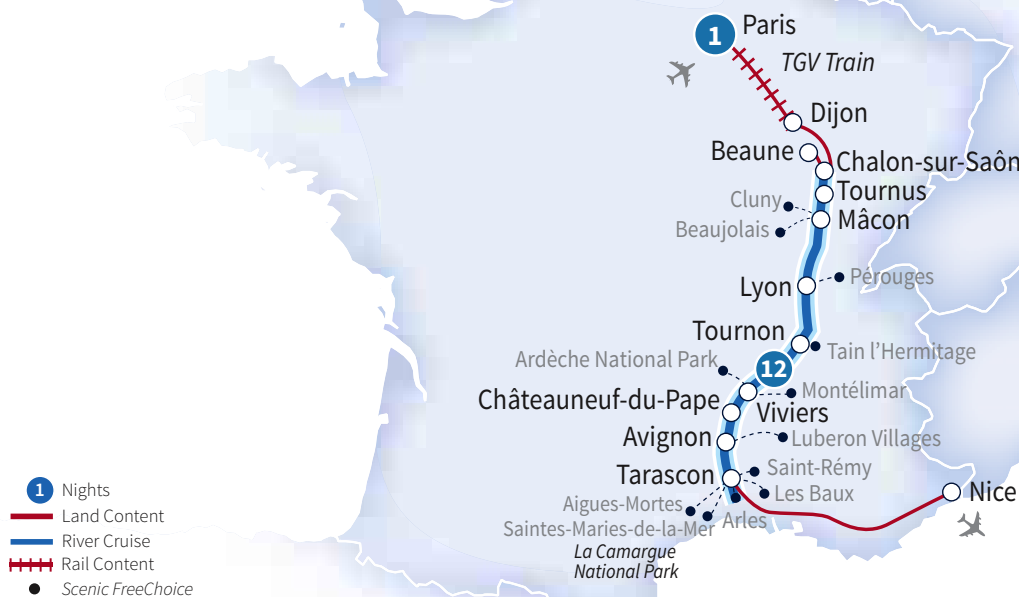 1
Paris
TGV Train
Dijon
Beaune
Chalon-sur-Saôn
Tournus
Cluny
Mâcon
Beaujolais
Pérouges
Lyon
Tournon
Tain l'Hermitage
Ardèche National Park
12
Montélimar
Châteauneuf-du-Pape
Viviers
Avignon
Luberon Villages
Tarascon
Saint-Rémy
Les Baux
Nice
Aigues-Mortes
Arles
Saintes-Maries-de-la-Mer
La Camargue
National Park
1 Nights
Land Content
River Cruise
Rail Content
Scenic FreeChoice